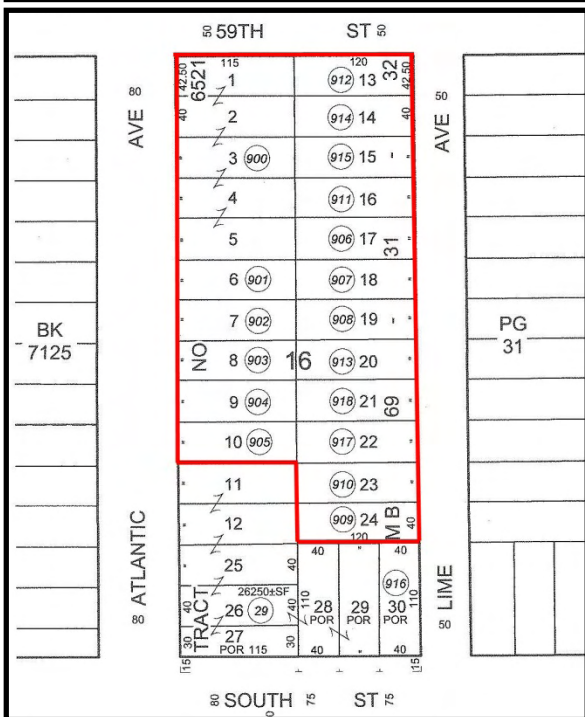 50 59TH ST 50
115 120
42.50 6521 1 912 13 32 42.50
80 AVE 40 2 914 14 40 50 AVE
3 900 915 15 -
4 911 16
5 906 17 31
6 901 907 18
7 902 908 19 -
BK 7125 PG 31
NO 8 903 16 913 20
9 904 918 21 69
10 905 917 22
11 910 23
12 909 24 M B 40
120
ATLANTIC 80 25 40 40 40 916 LIME 50
26250±SF
40 TRACT 26 29 40 110 28 POR 29 POR 30 POR 110
30 27 POR 115 30 40 40
15 15
80 SOUTH 75 ST 75